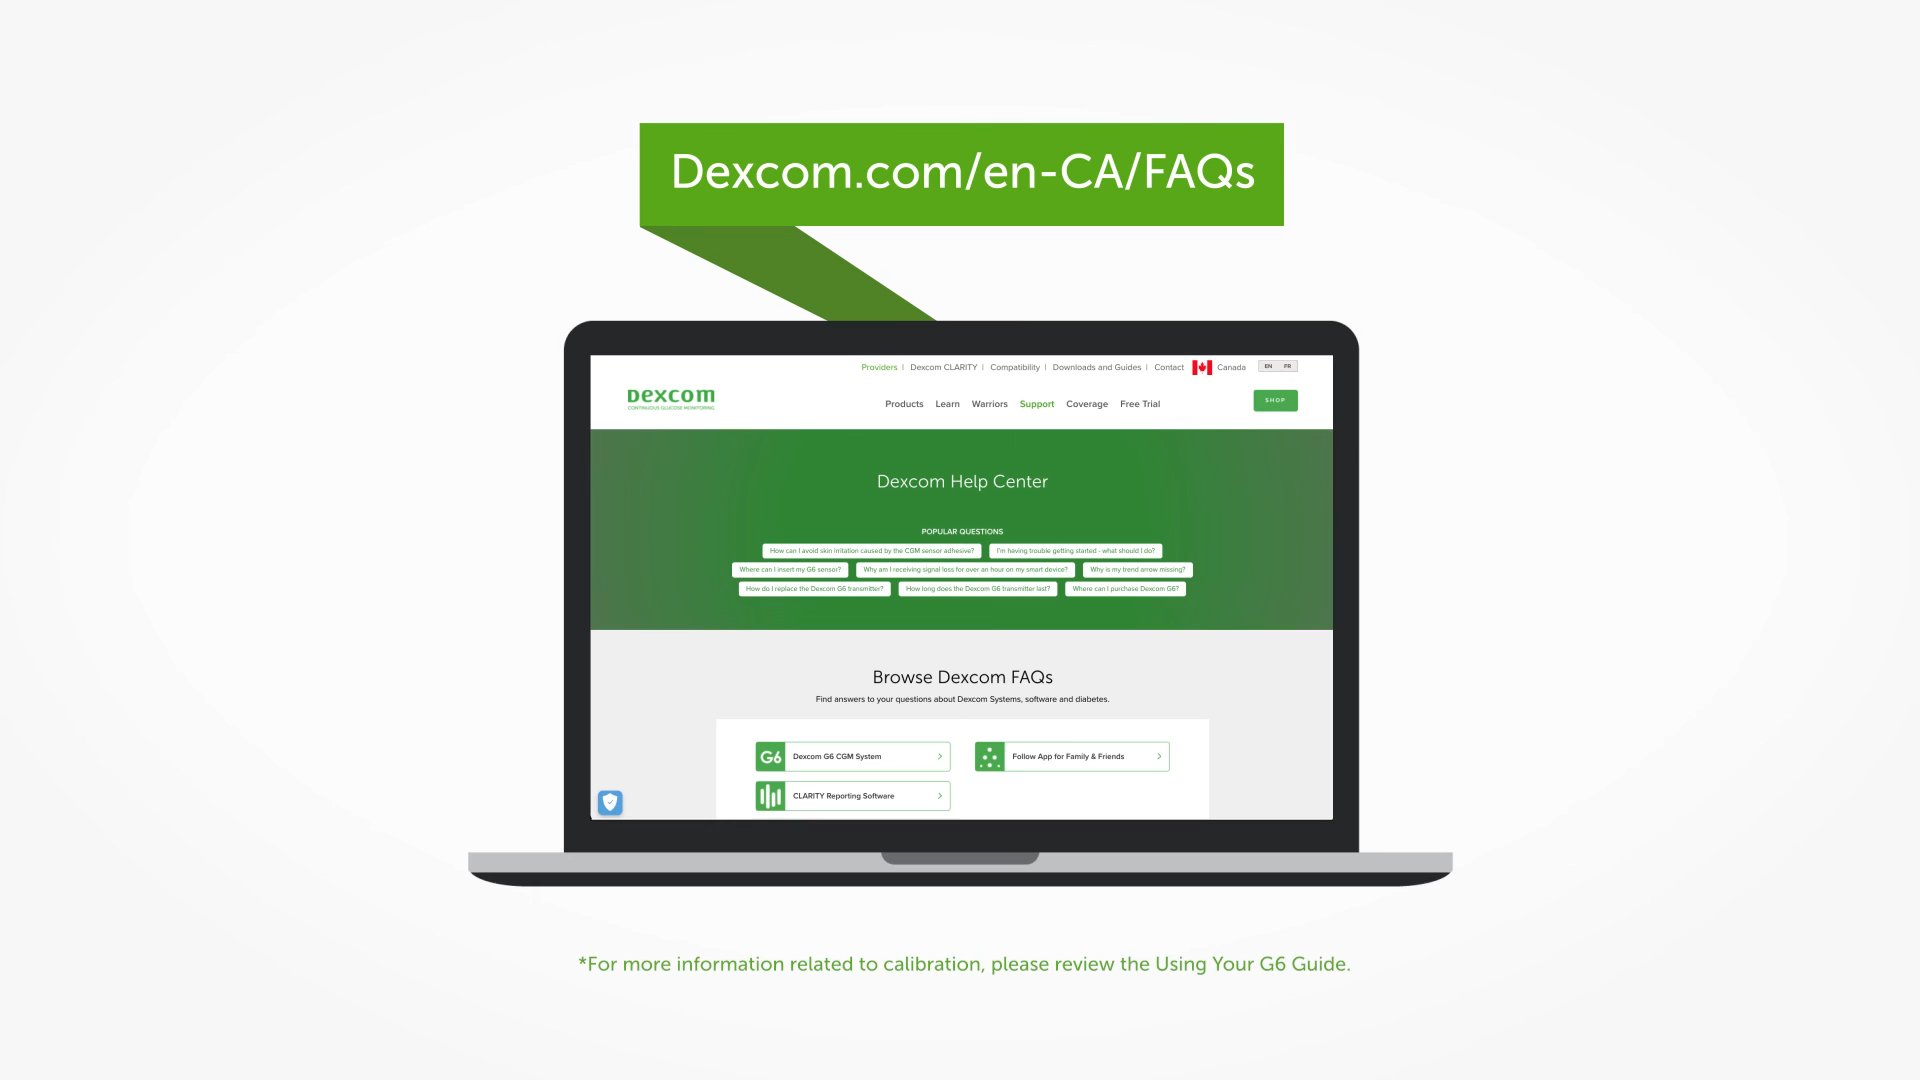 Dexcom.com/en-CA/FAQs
Providers | Dexcom CLARITY | Compatibility | Downloads and Guides | Contact Canada EN FR
Dexcom
CONTINUOUS GLUCOSE MONITORING
Products Learn Warriors Support Coverage Free Trial SHOP
Dexcom Help Center
POPULAR QUESTIONS
How can I avoid skin irritation caused by the CGM sensor adhesive? I'm having trouble getting started - what should I do?
Where can I insert my G6 sensor? Why am I receiving signal loss for over an hour on my smart device? Why is my trend arrow missing?
How do I replace the Dexcom G6 transmitter? How long does the Dexcom G6 transmitter last? Where can I purchase Dexcom G6?
Browse Dexcom FAQs
Find answers to your questions about Dexcom Systems, software and diabetes.
G6 Dexcom G6 CGM System Follow App for Family & Friends
CLARITY Reporting Software
*For more information related to calibration, please review the Using Your G6 Guide.